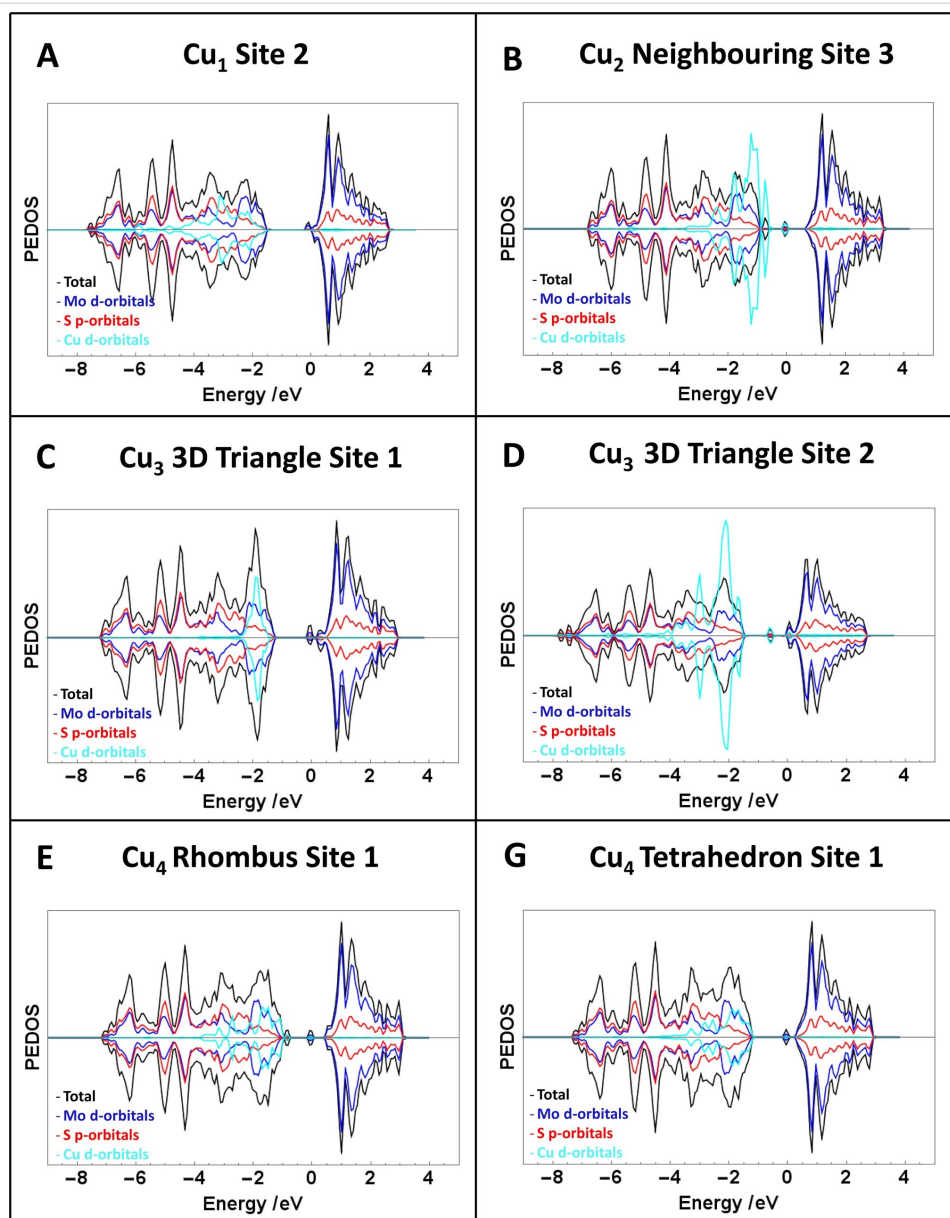 A
Cu₁ Site 2
PEDOS
- Total
- Mo d-orbitals
- S p-orbitals
- Cu d-orbitals
−8 −6 −4 −2 0 2 4
Energy /eV
B
Cu₂ Neighbouring Site 3
PEDOS
- Total
- Mo d-orbitals
- S p-orbitals
- Cu d-orbitals
−8 −6 −4 −2 0 2 4
Energy /eV
C
Cu₃ 3D Triangle Site 1
PEDOS
- Total
- Mo d-orbitals
- S p-orbitals
- Cu d-orbitals
−8 −6 −4 −2 0 2 4
Energy /eV
D
Cu₃ 3D Triangle Site 2
PEDOS
- Total
- Mo d-orbitals
- S p-orbitals
- Cu d-orbitals
−8 −6 −4 −2 0 2 4
Energy /eV
E
Cu₄ Rhombus Site 1
PEDOS
- Total
- Mo d-orbitals
- S p-orbitals
- Cu d-orbitals
−8 −6 −4 −2 0 2 4
Energy /eV
G
Cu₄ Tetrahedron Site 1
PEDOS
- Total
- Mo d-orbitals
- S p-orbitals
- Cu d-orbitals
−8 −6 −4 −2 0 2 4
Energy /eV